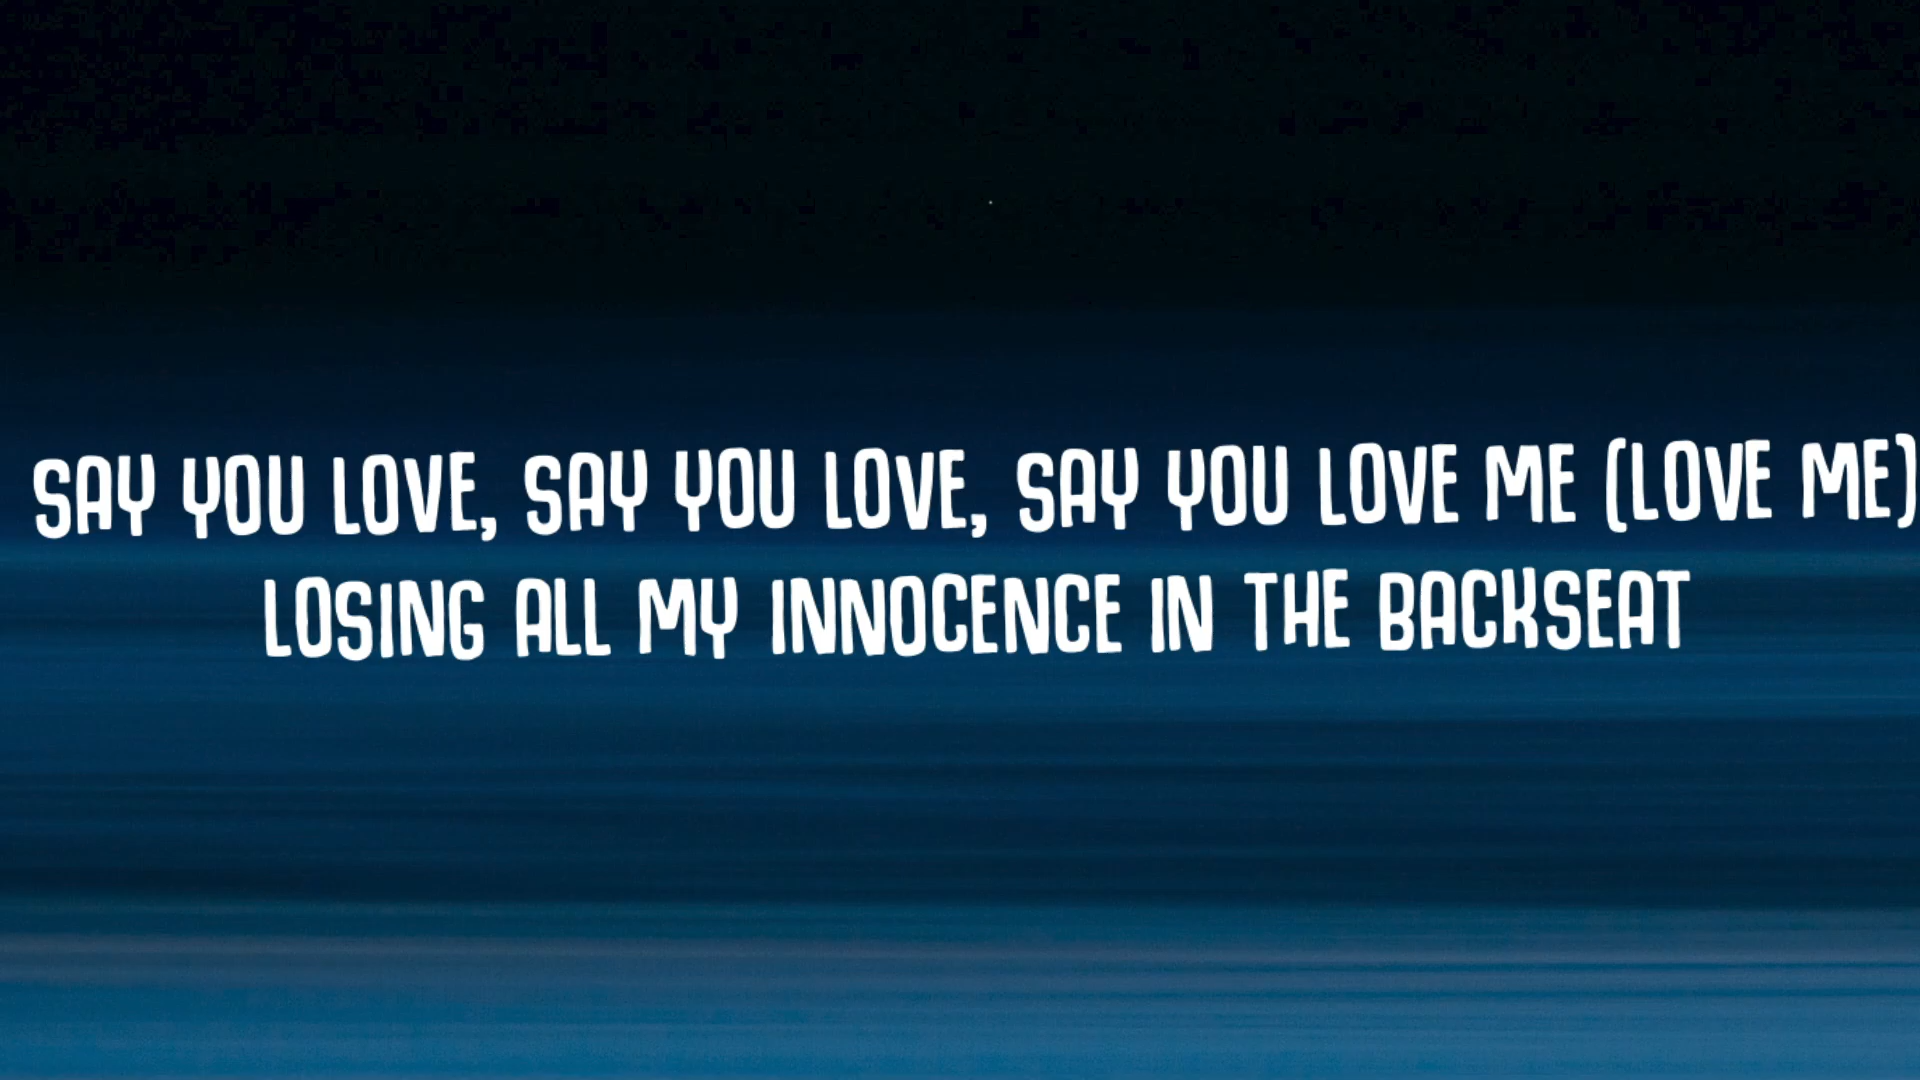 SAY YOU LOVE, SAY YOU LOVE, SAY YOU LOVE ME (LOVE ME)
LOSING ALL MY INNOCENCE IN THE BACKSEAT